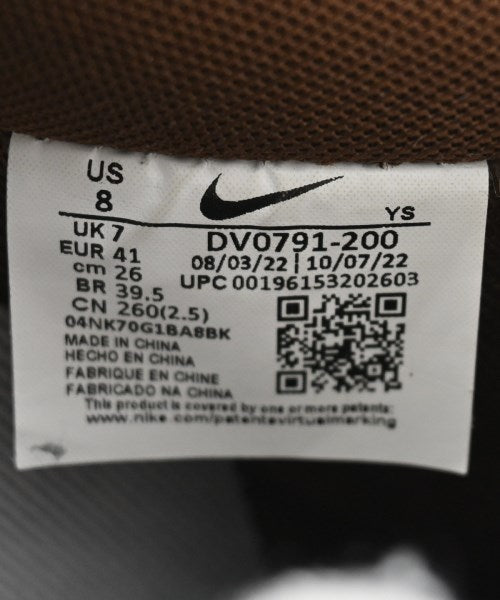 US
8
YS
UK 7
EUR 41
cm 26
BR 39.5
CN 260(2.5)
DV0791-200
08/03/22 | 10/07/22
UPC 00196153202603
04NK70G1BA8BK
MADE IN CHINA
HECHO EN CHINA
FABRIQUE EN CHINE
FABRICADO NA CHINA
This product is covered by one or more patents:
www.nike.com/patentsvirtualmarking